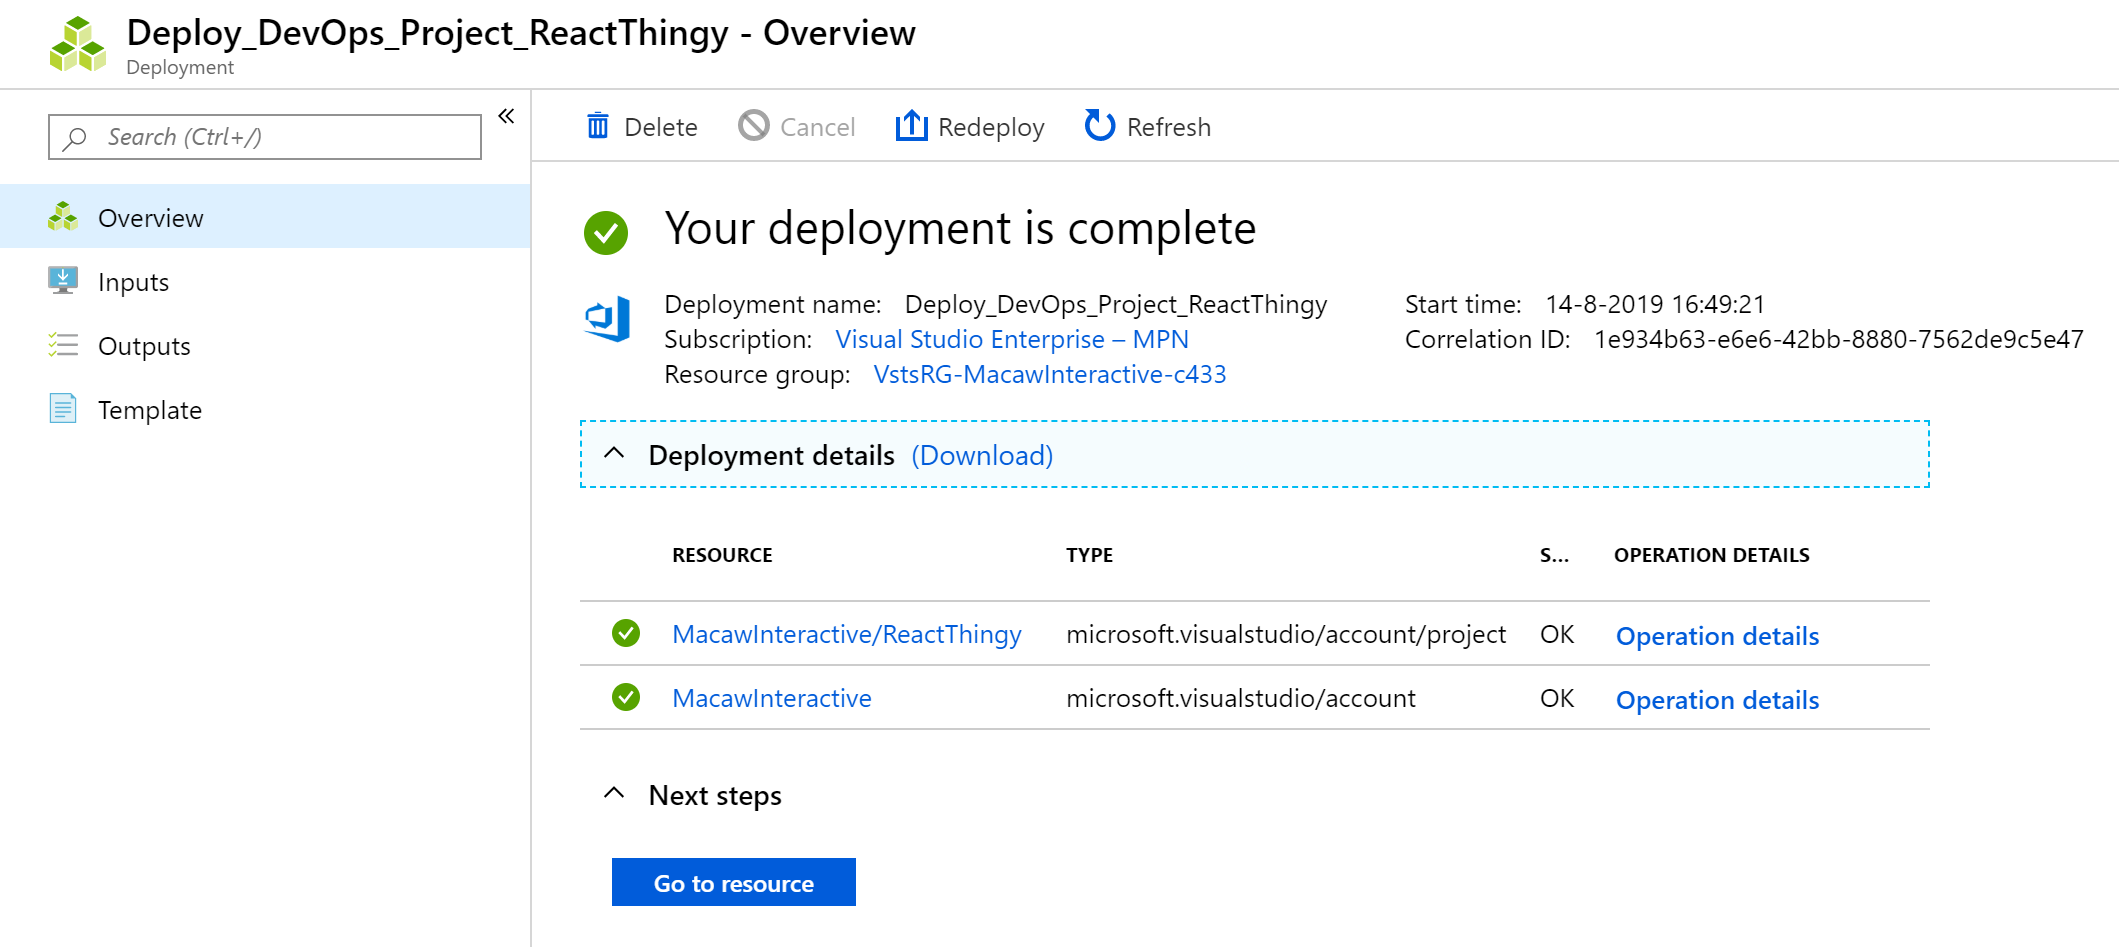 Deploy_DevOps_Project_ReactThingy - Overview
Deployment
Search (Ctrl+/)
«
Overview
Inputs
Outputs
Template
Delete Cancel Redeploy Refresh
Your deployment is complete
Deployment name: Deploy_DevOps_Project_ReactThingy Start time: 14-8-2019 16:49:21
Subscription: Visual Studio Enterprise – MPN Correlation ID: 1e934b63-e6e6-42bb-8880-7562de9c5e47
Resource group: VstsRG-MacawInteractive-c433
Deployment details (Download)
RESOURCE TYPE S... OPERATION DETAILS
MacawInteractive/ReactThingy microsoft.visualstudio/account/project OK Operation details
MacawInteractive microsoft.visualstudio/account OK Operation details
Next steps
Go to resource